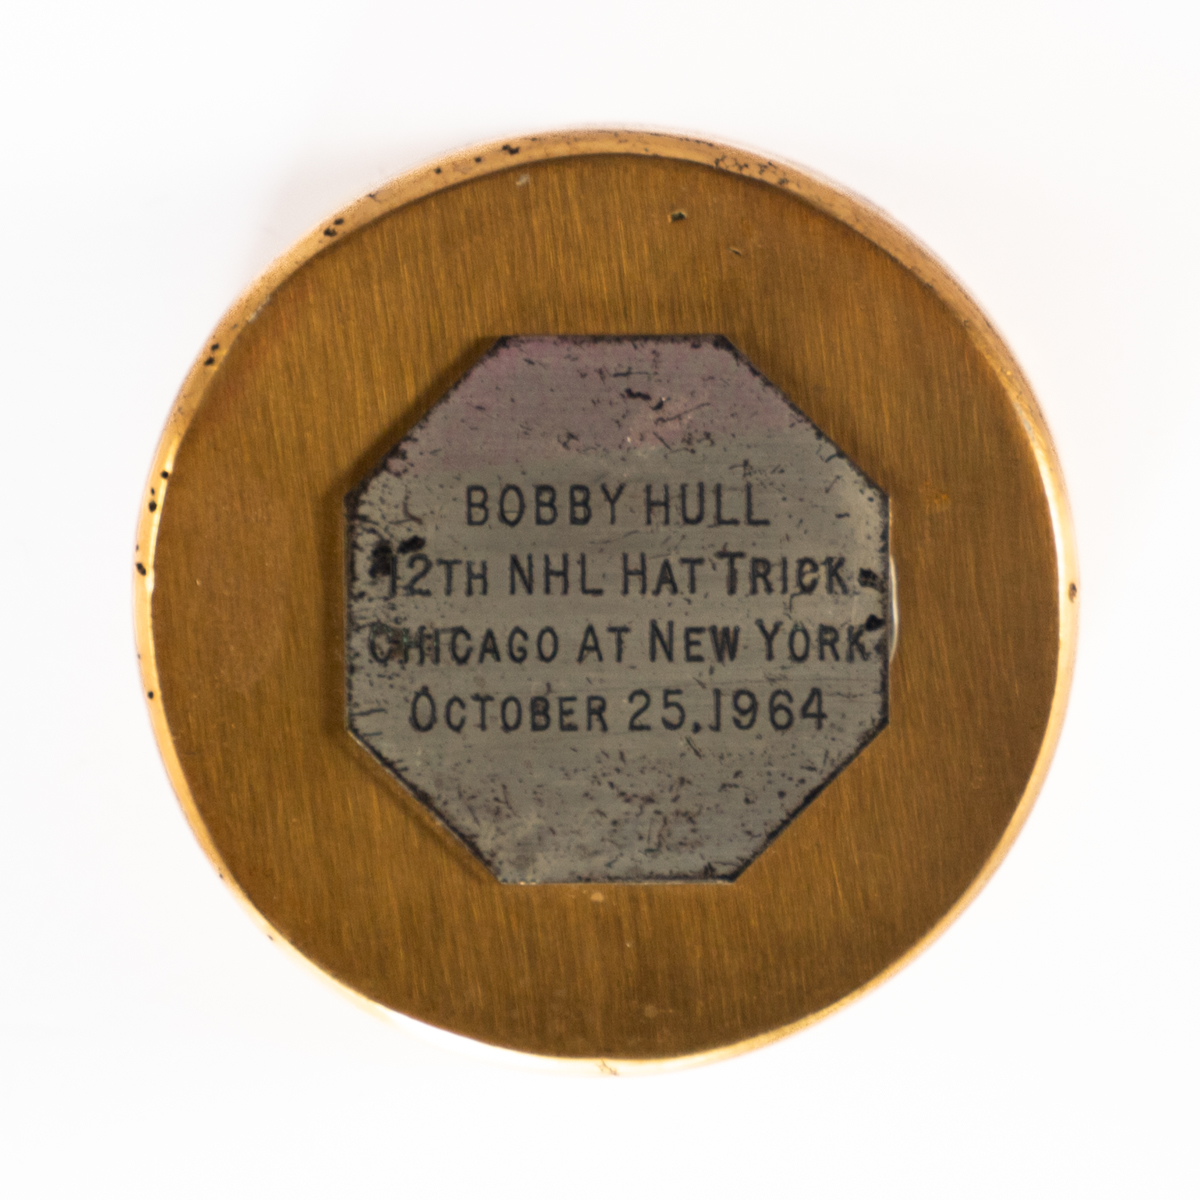 BOBBY HULL
12TH NHL HAT TRICK
CHICAGO AT NEW YORK
OCTOBER 25, 1964